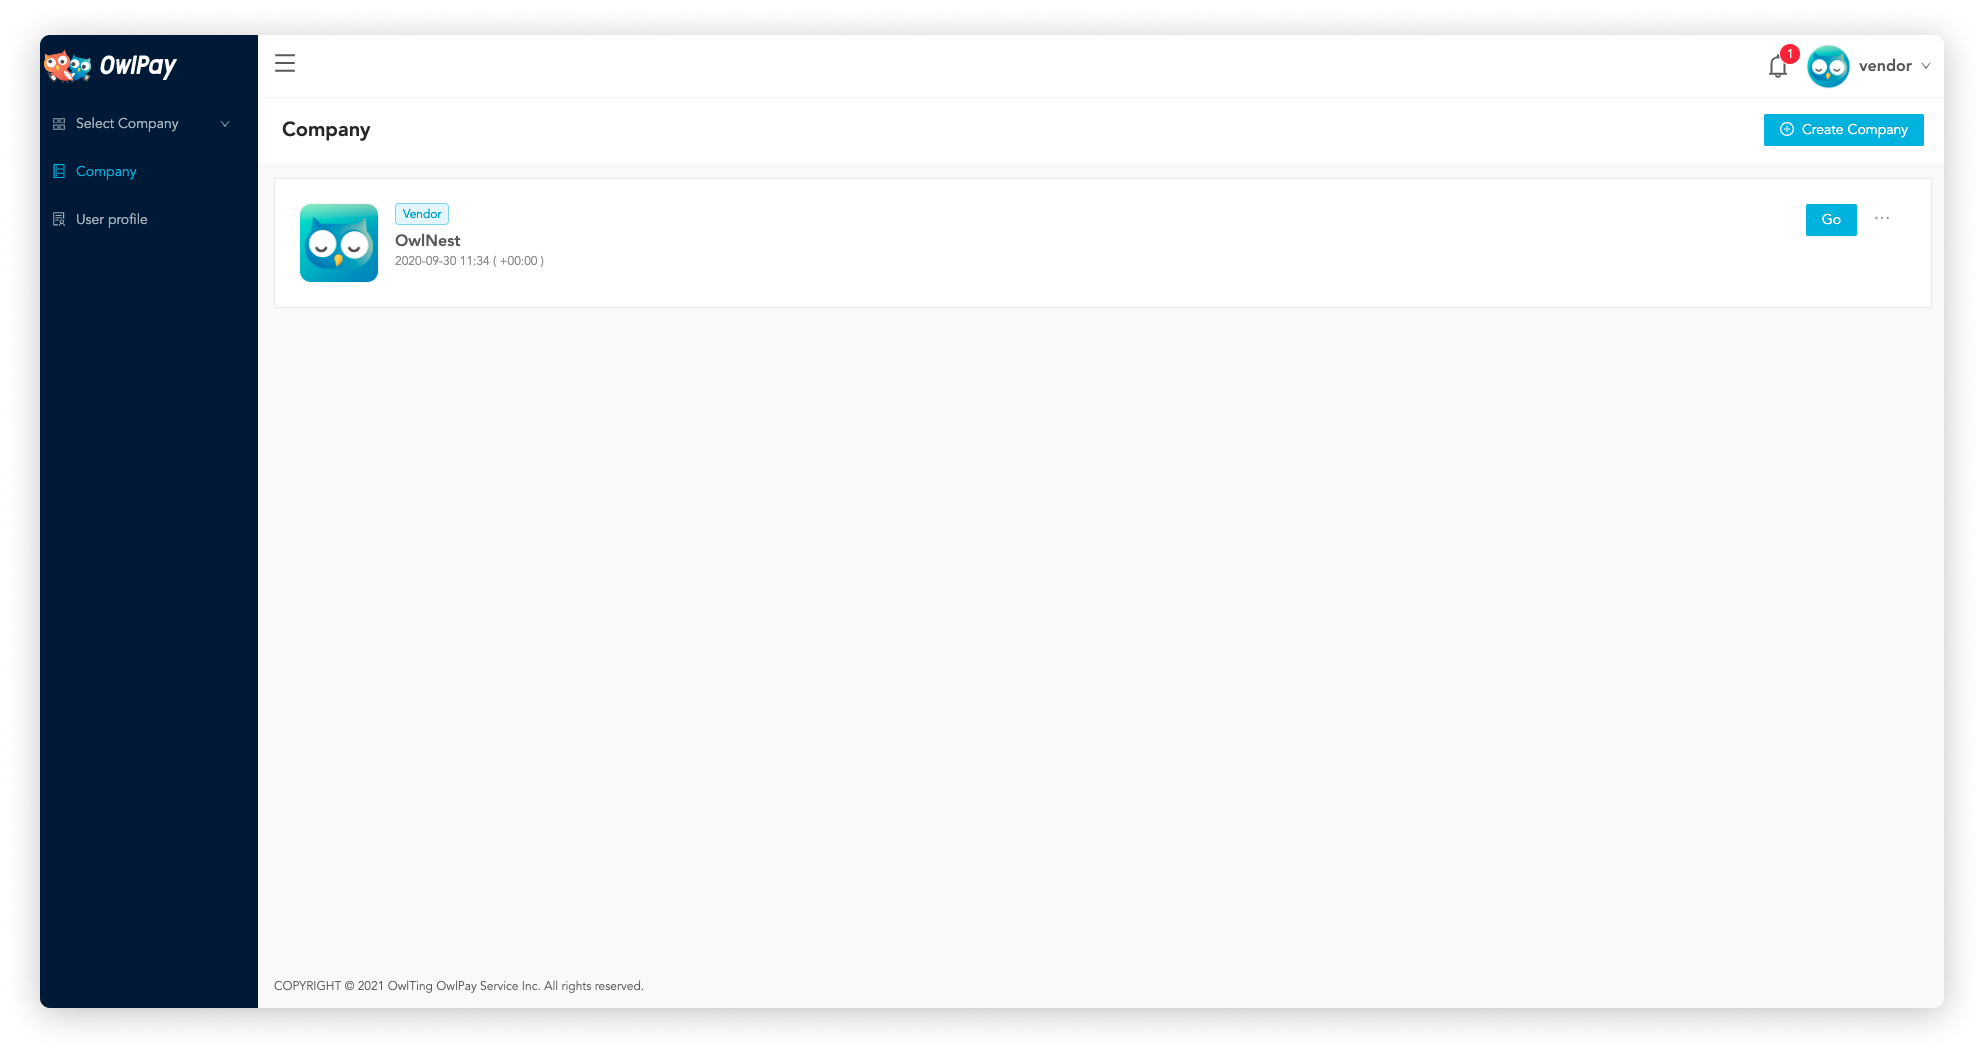 OwlPay
Select Company
Company
User profile
1
vendor
Company
Create Company
Vendor
OwlNest
2020-09-30 11:34 ( +00:00 )
Go
···
COPYRIGHT © 2021 OwlTing OwlPay Service Inc. All rights reserved.